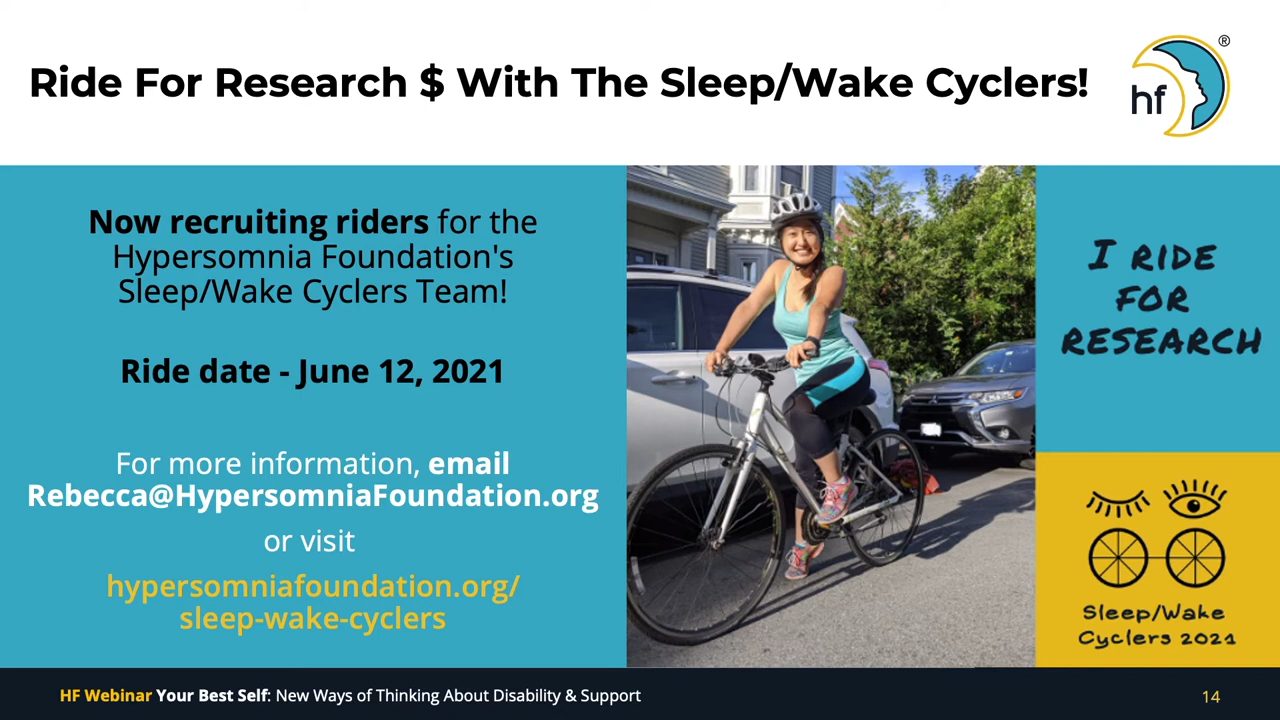 Ride For Research $ With The Sleep/Wake Cyclers!
®
hf
Now recruiting riders for the
Hypersomnia Foundation's
Sleep/Wake Cyclers Team!
Ride date - June 12, 2021
For more information, email
Rebecca@HypersomniaFoundation.org
or visit
hypersomniafoundation.org/
sleep-wake-cyclers
I RIDE
FOR
RESEARCH
Sleep/Wake
Cyclers 2021
HF Webinar Your Best Self: New Ways of Thinking About Disability & Support
14